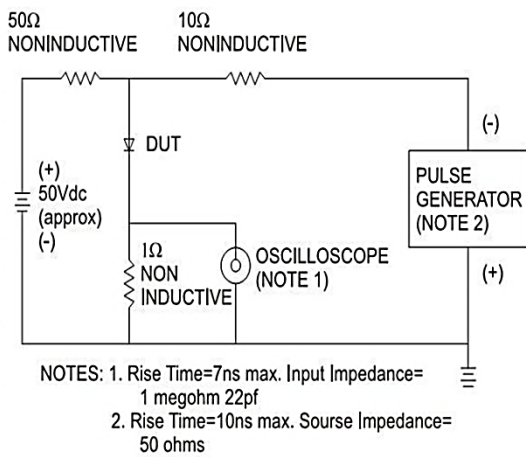 50Ω
NONINDUCTIVE
10Ω
NONINDUCTIVE
DUT
(+)
50Vdc
(approx)
(-)
1Ω
NON
INDUCTIVE
OSCILLOSCOPE
(NOTE 1)
(-)
PULSE
GENERATOR
(NOTE 2)
(+)
NOTES: 1. Rise Time=7ns max. Input Impedance=
1 megohm 22pf
2. Rise Time=10ns max. Sourse Impedance=
50 ohms